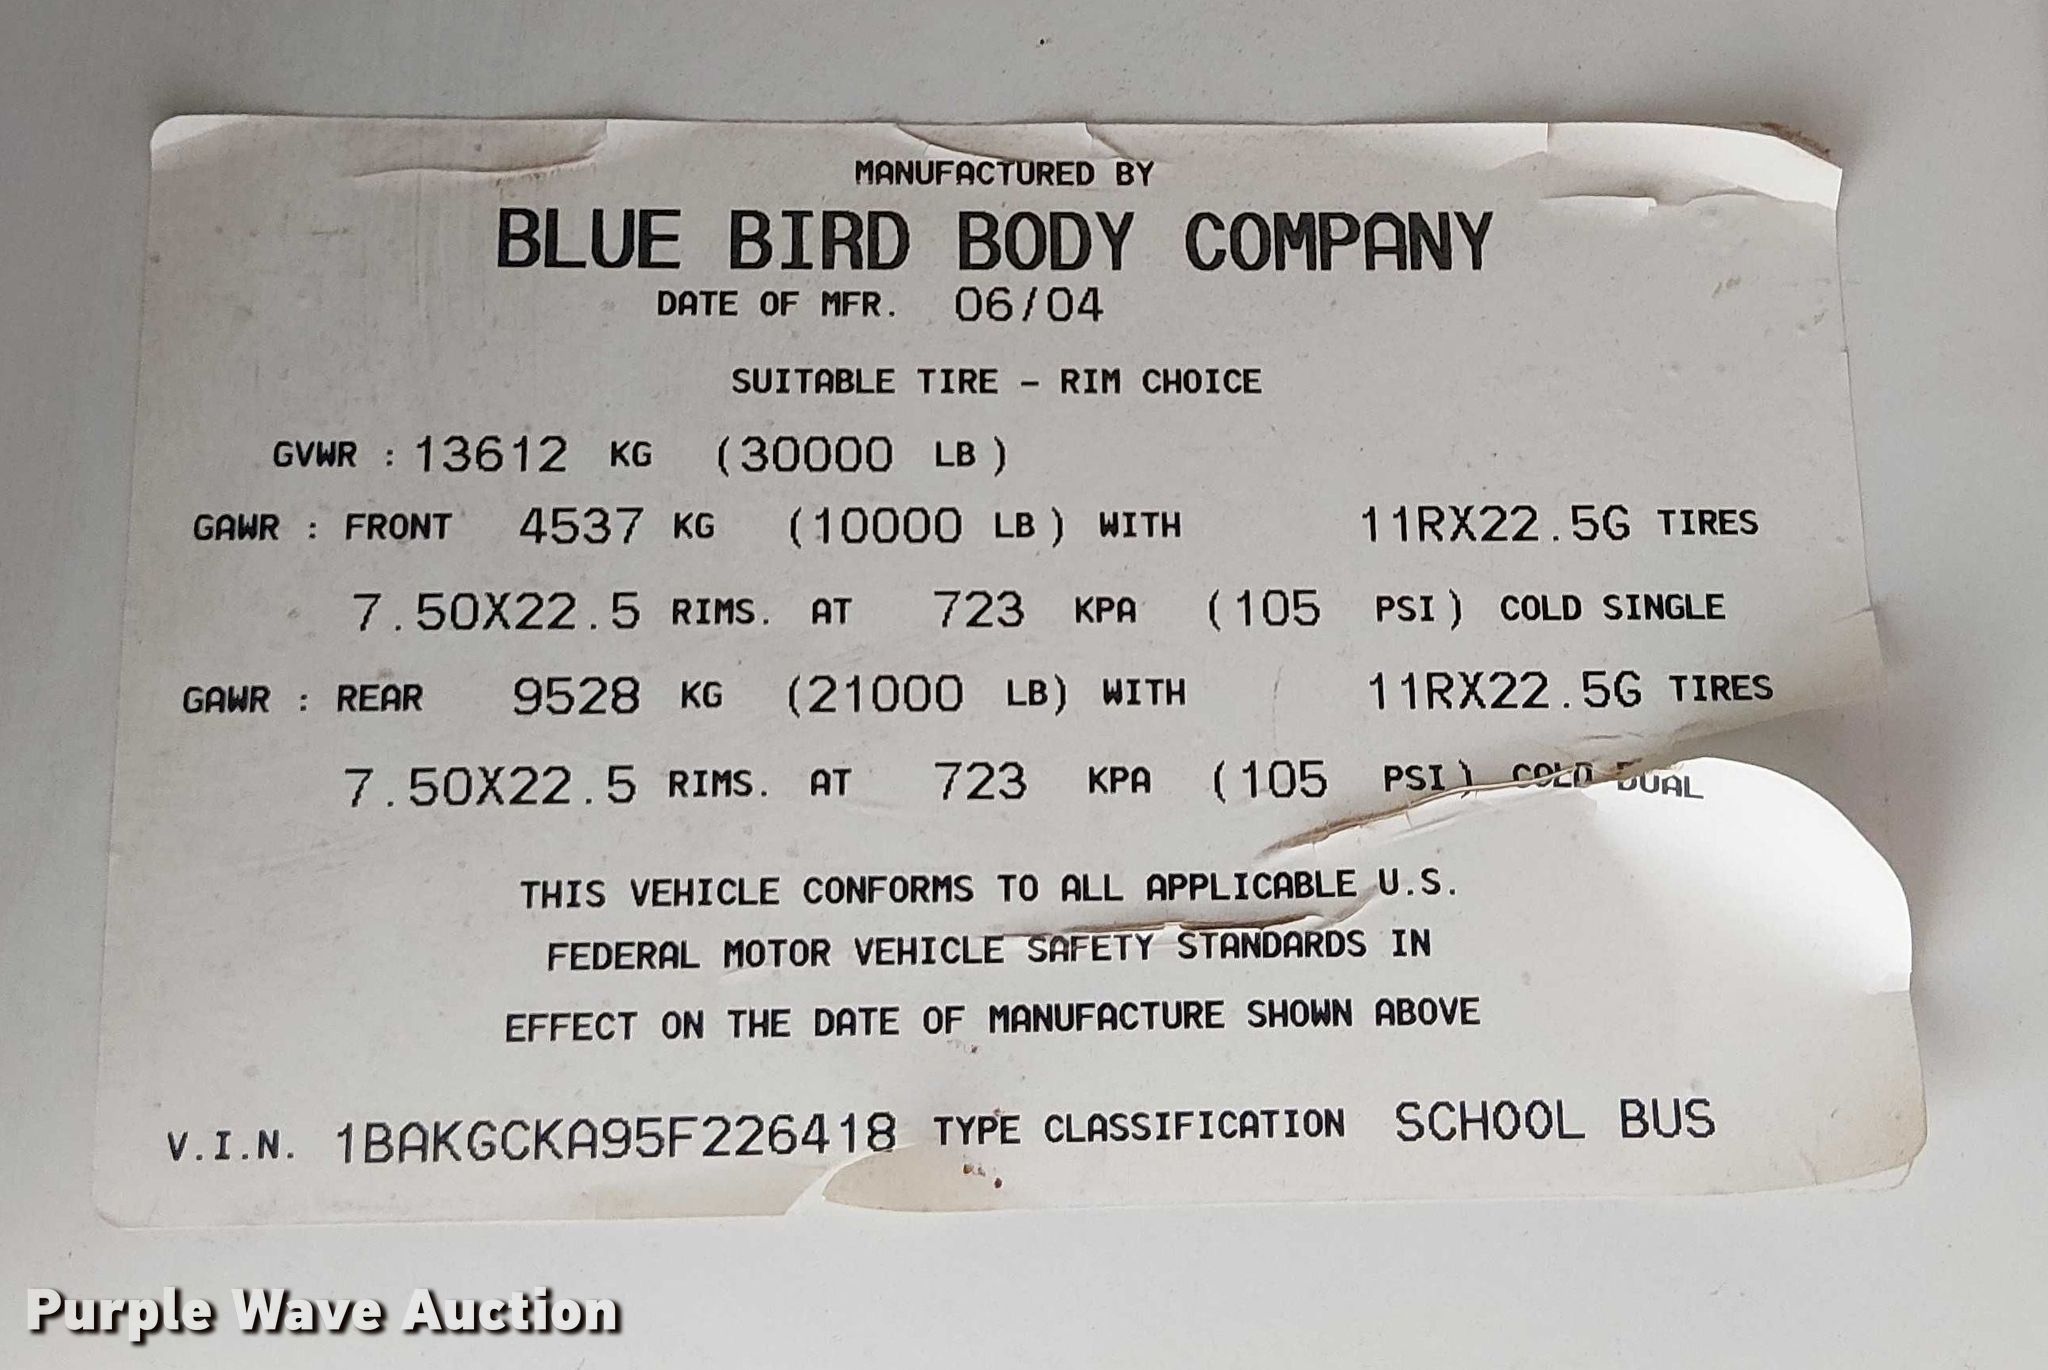 MANUFACTURED BY
BLUE BIRD BODY COMPANY
DATE OF MFR. 06/04
SUITABLE TIRE - RIM CHOICE
GVWR : 13612 KG (30000 LB)
GAWR : FRONT 4537 KG (10000 LB) WITH 11RX22.5G TIRES
7.50X22.5 RIMS. AT 723 KPA (105 PSI) COLD SINGLE
GAWR : REAR 9528 KG (21000 LB) WITH 11RX22.5G TIRES
7.50X22.5 RIMS. AT 723 KPA (105 PSI) COLD DUAL
THIS VEHICLE CONFORMS TO ALL APPLICABLE U.S.
FEDERAL MOTOR VEHICLE SAFETY STANDARDS IN
EFFECT ON THE DATE OF MANUFACTURE SHOWN ABOVE
V.I.N. 1BAKGCKA95F226418 TYPE CLASSIFICATION SCHOOL BUS
Purple Wave Auction